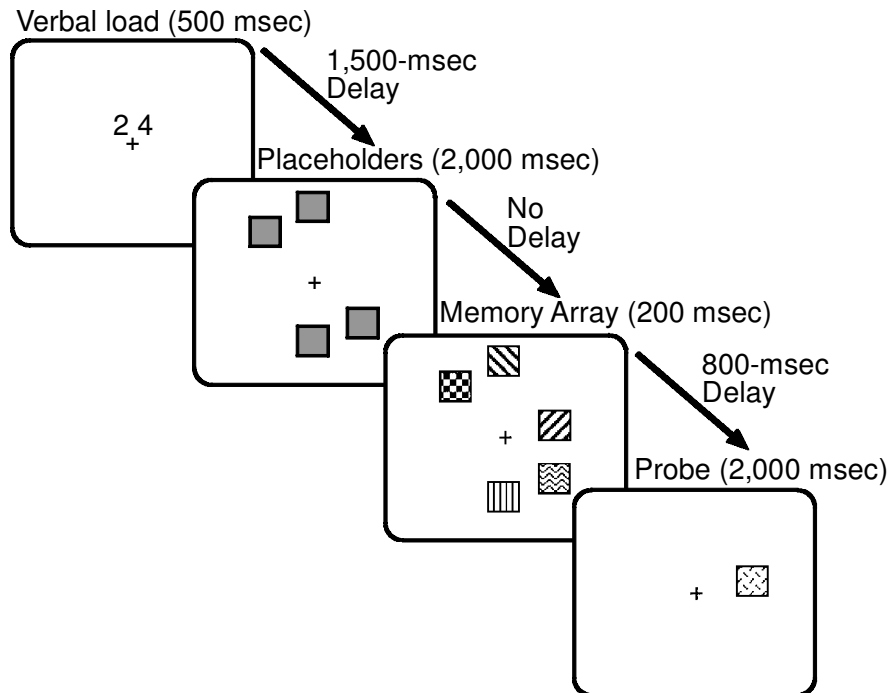 Verbal load (500 msec)
1,500-msec
Delay
2 4
+
Placeholders (2,000 msec)
No
Delay
+
Memory Array (200 msec)
800-msec
Delay
+
Probe (2,000 msec)
+